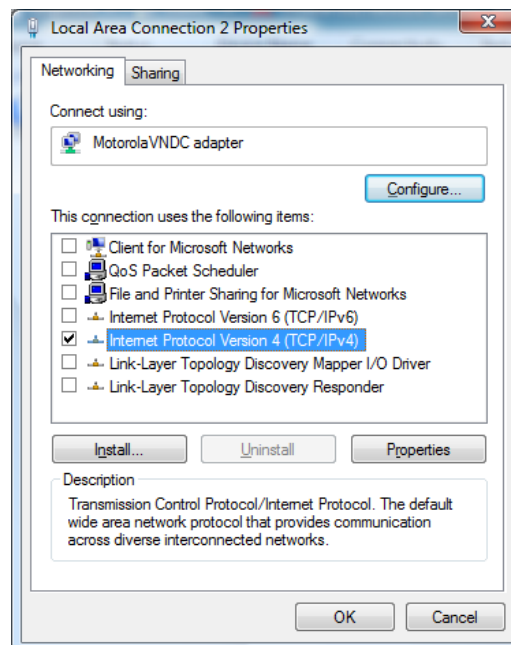 Local Area Connection 2 Properties
Networking
Sharing
Connect using:
MotorolaVNDC adapter
Configure...
This connection uses the following items:
Client for Microsoft Networks
QoS Packet Scheduler
File and Printer Sharing for Microsoft Networks
Internet Protocol Version 6 (TCP/IPv6)
Internet Protocol Version 4 (TCP/IPv4)
Link-Layer Topology Discovery Mapper I/O Driver
Link-Layer Topology Discovery Responder
Install...
Uninstall
Properties
Description
Transmission Control Protocol/Internet Protocol. The default
wide area network protocol that provides communication
across diverse interconnected networks.
OK
Cancel